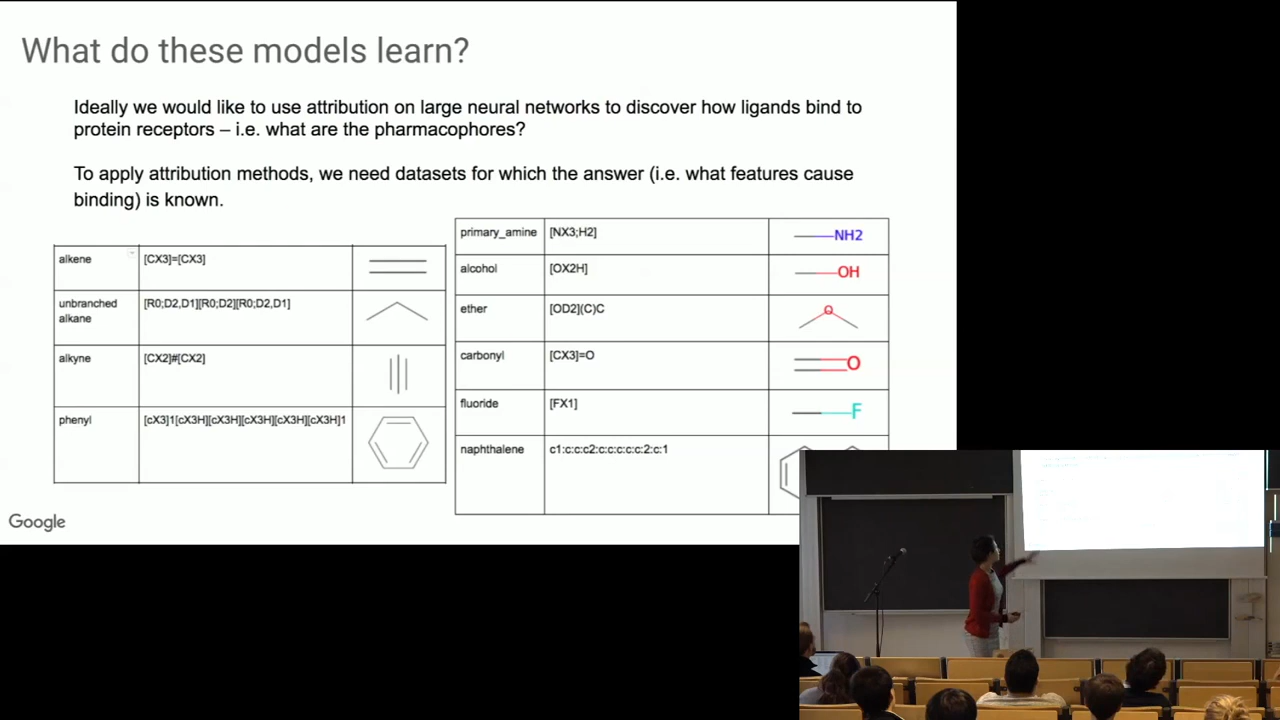 What do these models learn?
Ideally we would like to use attribution on large neural networks to discover how ligands bind to
protein receptors – i.e. what are the pharmacophores?
To apply attribution methods, we need datasets for which the answer (i.e. what features cause
binding) is known.
alkene [CX3]=[CX3]
unbranched
alkane [R0;D2,D1][R0;D2][R0;D2,D1]
alkyne [CX2]#[CX2]
phenyl [cX3]1[cX3H][cX3H][cX3H][cX3H][cX3H]1
primary_amine [NX3;H2] NH2
alcohol [OX2H] OH
ether [OD2](C)C O
carbonyl [CX3]=O O
fluoride [FX1] F
naphthalene c1:c:c:c2:c:c:c:c:c:2:c:1
Google